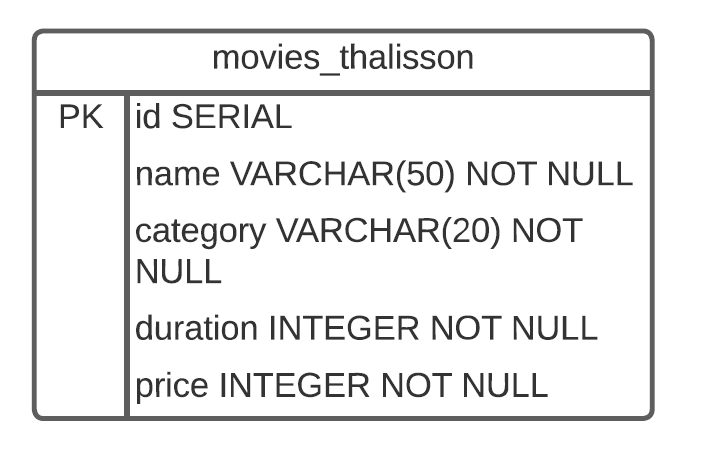 movies_thalisson
PK id SERIAL
name VARCHAR(50) NOT NULL
category VARCHAR(20) NOT
NULL
duration INTEGER NOT NULL
price INTEGER NOT NULL